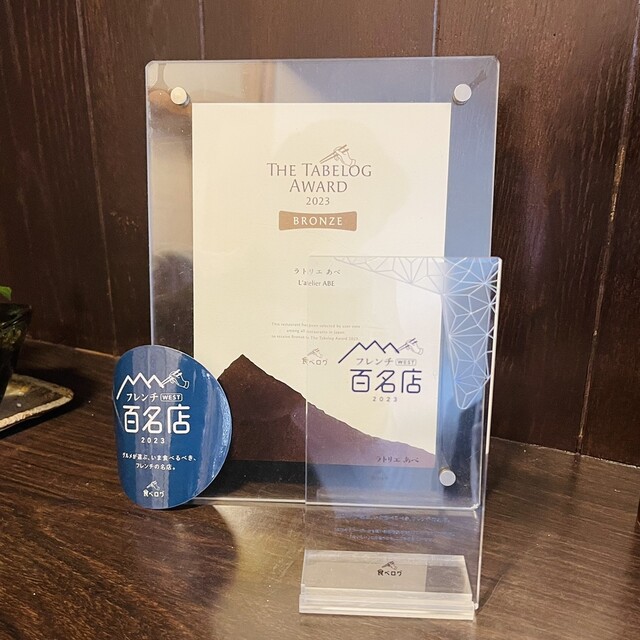 THE TABELOG
AWARD
2023
BRONZE
ラトリエ あべ
L'atelier ABE
食べログ
フレンチ WEST
百名店
2023
ラトリエ あべ
食べログ
フレンチ WEST
百名店
2023
グルメが選ぶ、いま食べるべき、
フレンチの名店。
食べログ